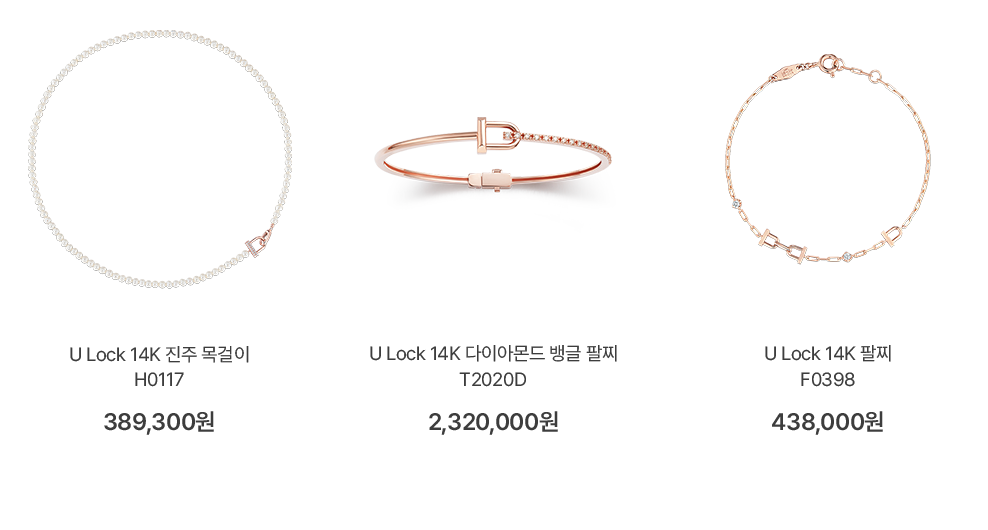 U Lock 14K 진주 목걸이
H0117
389,300원
U Lock 14K 다이아몬드 뱅글 팔찌
T2020D
2,320,000원
U Lock 14K 팔찌
F0398
438,000원